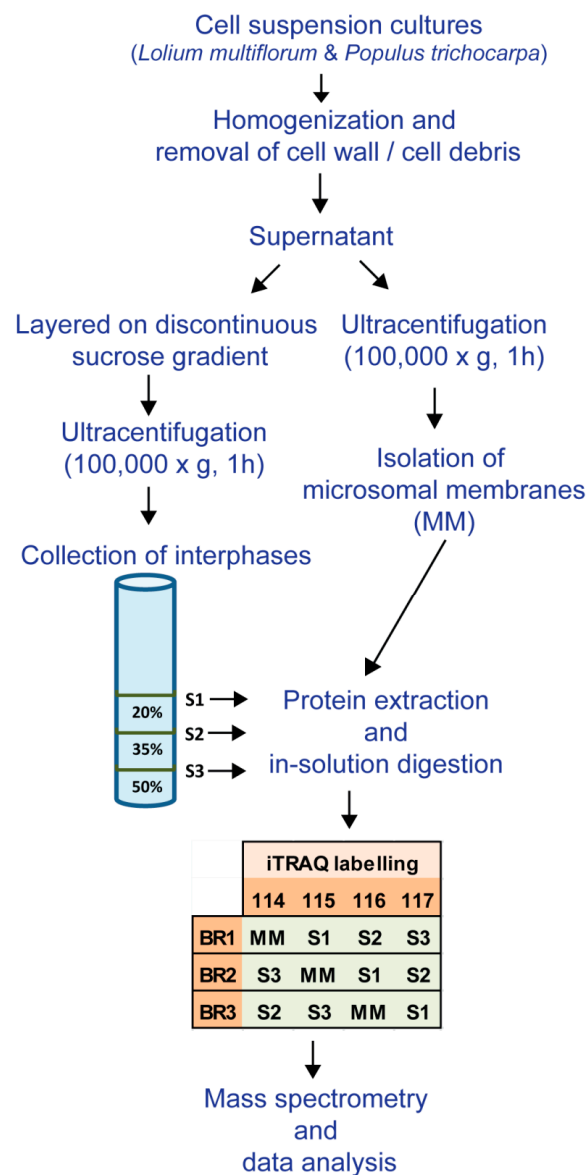 Cell suspension cultures
(Lolium multiflorum & Populus trichocarpa)
Homogenization and
removal of cell wall / cell debris
Supernatant
Layered on discontinuous
sucrose gradient
Ultracentifugation
(100,000 x g, 1h)
Collection of interphases
Ultracentifugation
(100,000 x g, 1h)
Isolation of
microsomal membranes
(MM)
S1
20%
S2
35%
S3
50%
Protein extraction
and
in-solution digestion
iTRAQ labelling
114 115 116 117
BR1 MM S1 S2 S3
BR2 S3 MM S1 S2
BR3 S2 S3 MM S1
Mass spectrometry
and
data analysis